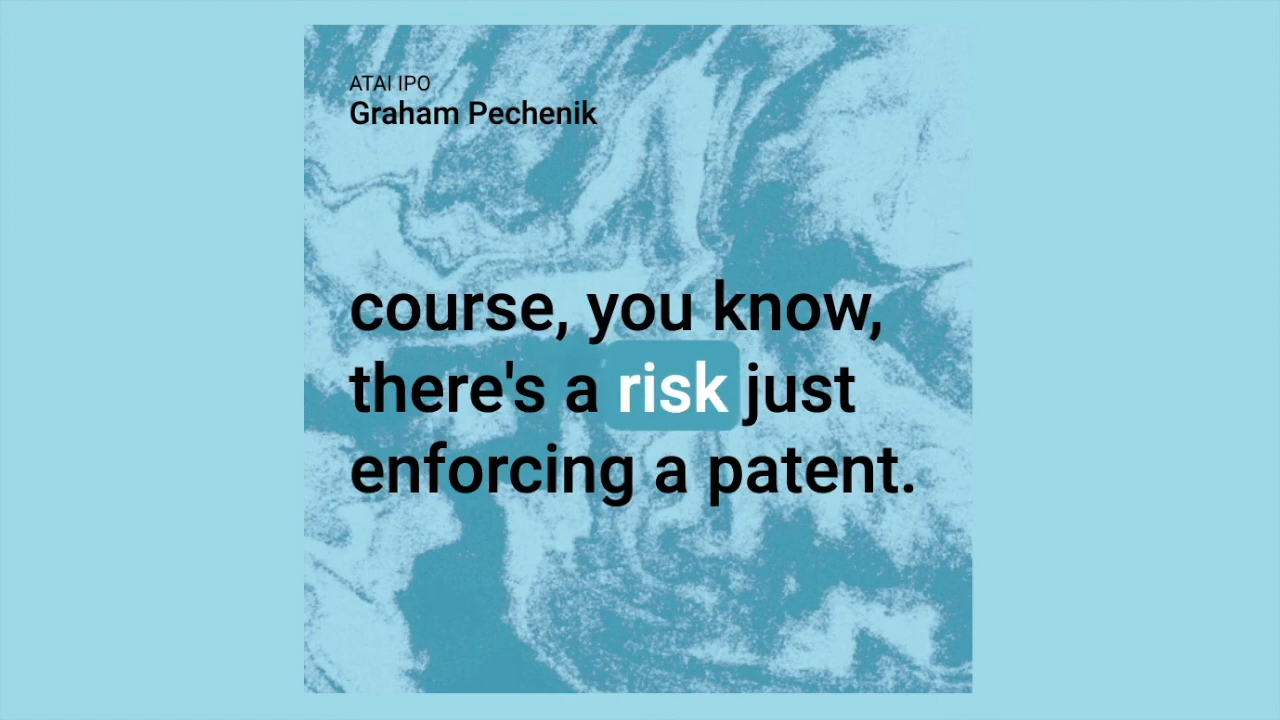 ATAI IPO
Graham Pechenik
course, you know,
there's a risk just
enforcing a patent.